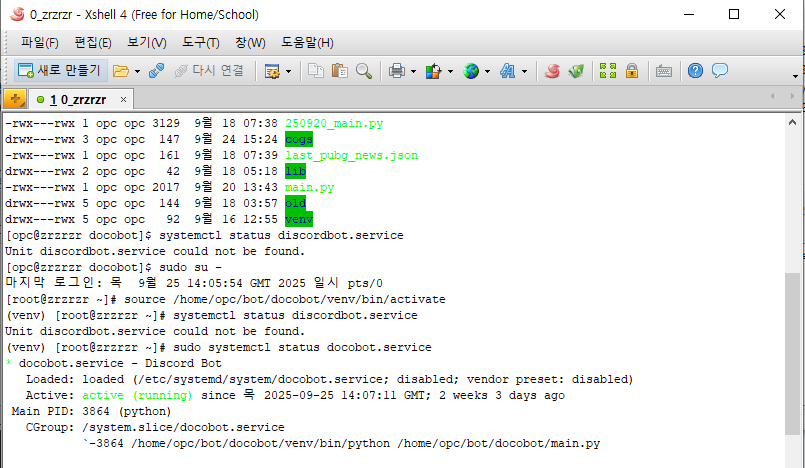 0_zrzrzr - Xshell 4 (Free for Home/School)
파일(F) 편집(E) 보기(V) 도구(T) 창(W) 도움말(H)
새로 만들기 다시 연결
1 0_zrzrzr
-rwx---rwx 1 opc opc 3129 9월 18 07:38 250920_main.py
drwx---rwx 3 opc opc 147 9월 24 15:24 cogs
-rwx---rwx 1 opc opc 161 9월 18 07:39 last_pubg_news.json
drwx---rwx 2 opc opc 42 9월 18 05:18 lib
-rwx---rwx 1 opc opc 2017 9월 20 13:43 main.py
drwx---rwx 5 opc opc 144 9월 18 03:57 old
drwx---rwx 5 opc opc 92 9월 16 12:55 venv
[opc@zrzrzr docobot]$ systemctl status discordbot.service
Unit discordbot.service could not be found.
[opc@zrzrzr docobot]$ sudo su -
마지막 로그인: 목 9월 25 14:05:54 GMT 2025 일시 pts/0
[root@zrzrzr ~]# source /home/opc/bot/docobot/venv/bin/activate
(venv) [root@zrzrzr ~]# systemctl status discordbot.service
Unit discordbot.service could not be found.
(venv) [root@zrzrzr ~]# sudo systemctl status docobot.service
* docobot.service - Discord Bot
Loaded: loaded (/etc/systemd/system/docobot.service; disabled; vendor preset: disabled)
Active: active (running) since 목 2025-09-25 14:07:11 GMT; 2 weeks 3 days ago
Main PID: 3864 (python)
CGroup: /system.slice/docobot.service
`-3864 /home/opc/bot/docobot/venv/bin/python /home/opc/bot/docobot/main.py